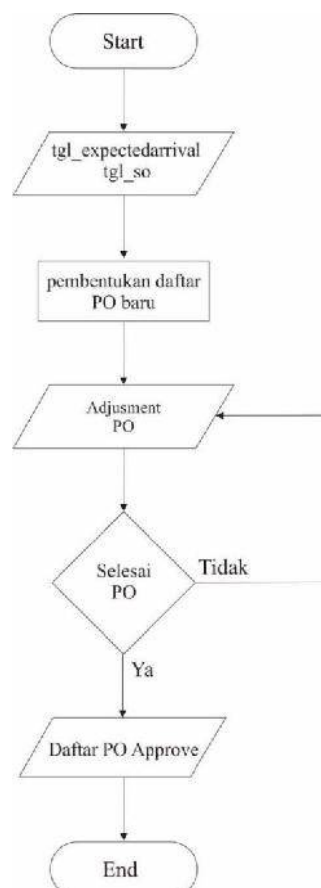 Start
tgl_expectedarrival
tgl_so
pembentukan daftar
PO baru
Adjusment
PO
Selesai
PO
Tidak
Ya
Daftar PO Approve
End